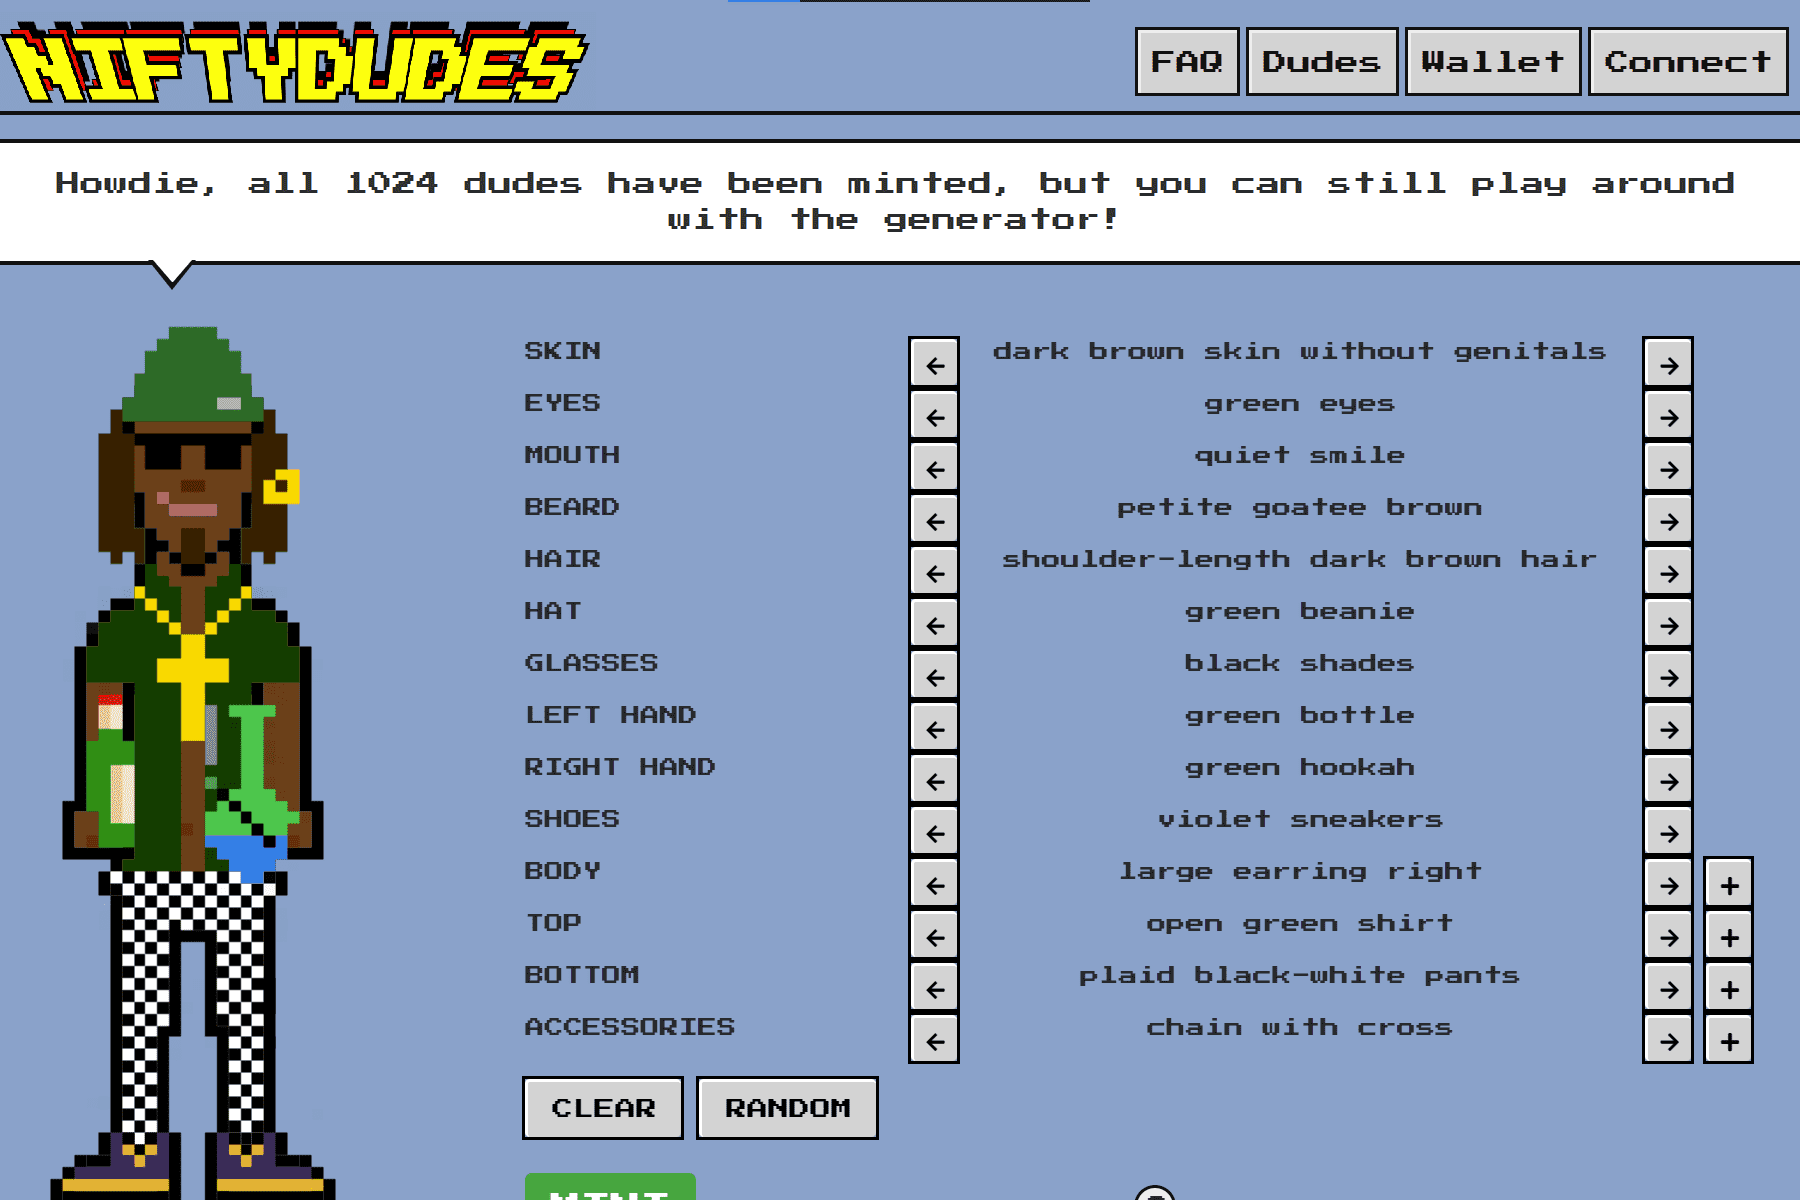 NIFTYDUDES
FAQ Dudes Wallet Connect
Howdie, all 1024 dudes have been minted, but you can still play around
with the generator!
SKIN ← dark brown skin without genitals →
EYES ← green eyes →
MOUTH ← quiet smile →
BEARD ← petite goatee brown →
HAIR ← shoulder-length dark brown hair →
HAT ← green beanie →
GLASSES ← black shades →
LEFT HAND ← green bottle →
RIGHT HAND ← green hookah →
SHOES ← violet sneakers →
BODY ← large earring right → +
TOP ← open green shirt → +
BOTTOM ← plaid black-white pants → +
ACCESSORIES ← chain with cross → +
CLEAR RANDOM
MINT